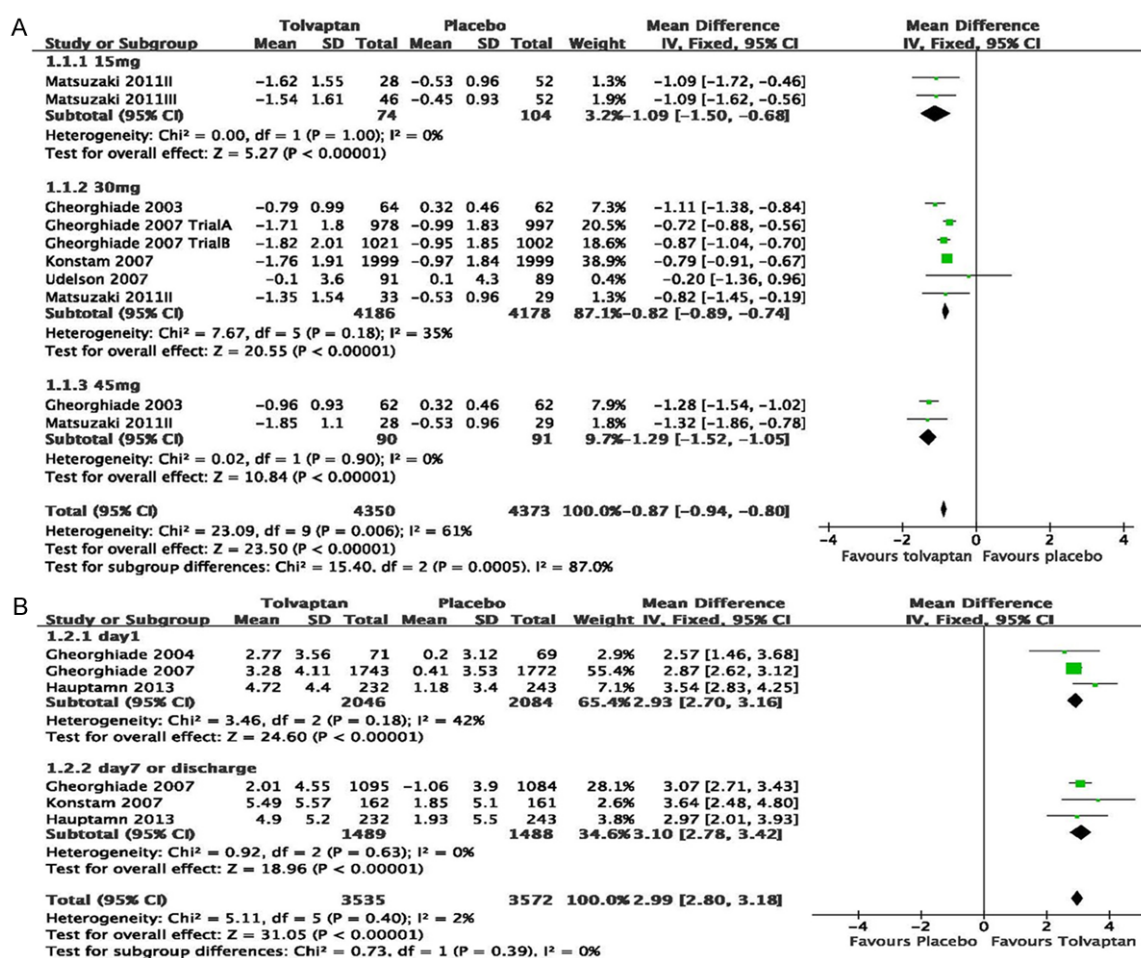 A
Tolvaptan Placebo Mean Difference Mean Difference
Study or Subgroup Mean SD Total Mean SD Total Weight IV, Fixed, 95% CI IV, Fixed, 95% CI
1.1.1 15mg
Matsuzaki 2011II −1.62 1.55 28 −0.53 0.96 52 1.3% −1.09 [−1.72, −0.46]
Matsuzaki 2011III −1.54 1.61 46 −0.45 0.93 52 1.9% −1.09 [−1.62, −0.56]
Subtotal (95% CI) 74 104 3.2% −1.09 [−1.50, −0.68]
Heterogeneity: Chi² = 0.00, df = 1 (P = 1.00); I² = 0%
Test for overall effect: Z = 5.27 (P < 0.00001)
1.1.2 30mg
Gheorghiade 2003 −0.79 0.99 64 0.32 0.46 62 7.3% −1.11 [−1.38, −0.84]
Gheorghiade 2007 TrialA −1.71 1.8 978 −0.99 1.83 997 20.5% −0.72 [−0.88, −0.56]
Gheorghiade 2007 TrialB −1.82 2.01 1021 −0.95 1.85 1002 18.6% −0.87 [−1.04, −0.70]
Konstam 2007 −1.76 1.91 1999 −0.97 1.84 1999 38.9% −0.79 [−0.91, −0.67]
Udelson 2007 −0.1 3.6 91 0.1 4.3 89 0.4% −0.20 [−1.36, 0.96]
Matsuzaki 2011II −1.35 1.54 33 −0.53 0.96 29 1.3% −0.82 [−1.45, −0.19]
Subtotal (95% CI) 4186 4178 87.1% −0.82 [−0.89, −0.74]
Heterogeneity: Chi² = 7.67, df = 5 (P = 0.18); I² = 35%
Test for overall effect: Z = 20.55 (P < 0.00001)
1.1.3 45mg
Gheorghiade 2003 −0.96 0.93 62 0.32 0.46 62 7.9% −1.28 [−1.54, −1.02]
Matsuzaki 2011II −1.85 1.1 28 −0.53 0.96 29 1.8% −1.32 [−1.86, −0.78]
Subtotal (95% CI) 90 91 9.7% −1.29 [−1.52, −1.05]
Heterogeneity: Chi² = 0.02, df = 1 (P = 0.90); I² = 0%
Test for overall effect: Z = 10.84 (P < 0.00001)
Total (95% CI) 4350 4373 100.0% −0.87 [−0.94, −0.80]
Heterogeneity: Chi² = 23.09, df = 9 (P = 0.006); I² = 61%
Test for overall effect: Z = 23.50 (P < 0.00001)
Test for subgroup differences: Chi² = 15.40, df = 2 (P = 0.0005), I² = 87.0%
−4 −2 0 2 4
Favours tolvaptan Favours placebo
B
Tolvaptan Placebo Mean Difference Mean Difference
Study or Subgroup Mean SD Total Mean SD Total Weight IV, Fixed, 95% CI IV, Fixed, 95% CI
1.2.1 day1
Gheorghiade 2004 2.77 3.56 71 0.2 3.12 69 2.9% 2.57 [1.46, 3.68]
Gheorghiade 2007 3.28 4.11 1743 0.41 3.53 1772 55.4% 2.87 [2.62, 3.12]
Hauptamn 2013 4.72 4.4 232 1.18 3.4 243 7.1% 3.54 [2.83, 4.25]
Subtotal (95% CI) 2046 2084 65.4% 2.93 [2.70, 3.16]
Heterogeneity: Chi² = 3.46, df = 2 (P = 0.18); I² = 42%
Test for overall effect: Z = 24.60 (P < 0.00001)
1.2.2 day7 or discharge
Gheorghiade 2007 2.01 4.55 1095 −1.06 3.9 1084 28.1% 3.07 [2.71, 3.43]
Konstam 2007 5.49 5.57 162 1.85 5.1 161 2.6% 3.64 [2.48, 4.80]
Hauptamn 2013 4.9 5.2 232 1.93 5.5 243 3.8% 2.97 [2.01, 3.93]
Subtotal (95% CI) 1489 1488 34.6% 3.10 [2.78, 3.42]
Heterogeneity: Chi² = 0.92, df = 2 (P = 0.63); I² = 0%
Test for overall effect: Z = 18.96 (P < 0.00001)
Total (95% CI) 3535 3572 100.0% 2.99 [2.80, 3.18]
Heterogeneity: Chi² = 5.11, df = 5 (P = 0.40); I² = 2%
Test for overall effect: Z = 31.05 (P < 0.00001)
Test for subgroup differences: Chi² = 0.73, df = 1 (P = 0.39), I² = 0%
−4 −2 0 2 4
Favours Placebo Favours Tolvaptan